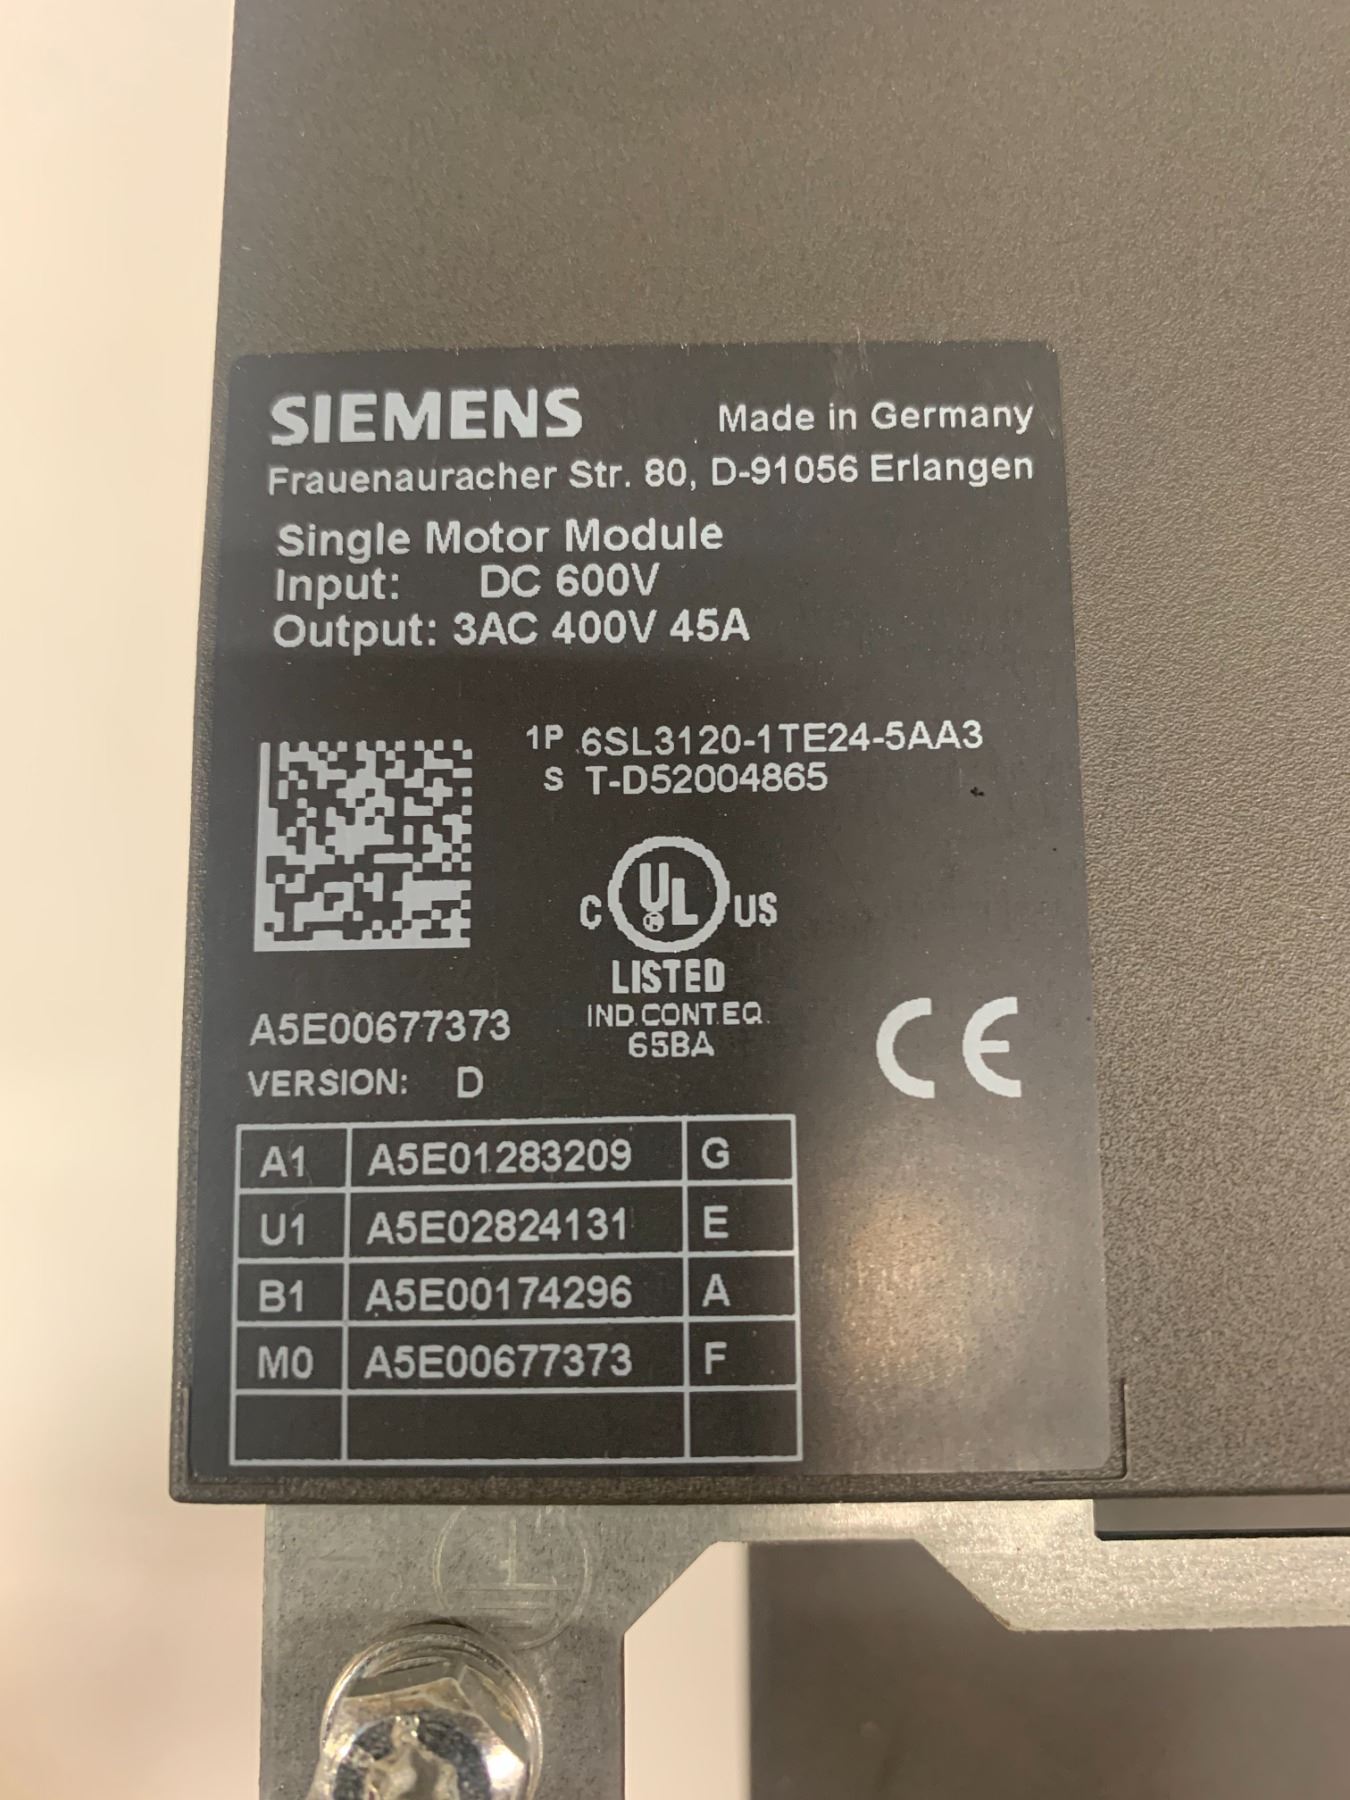 SIEMENS Made in Germany
Frauenauracher Str. 80, D-91056 Erlangen
Single Motor Module
Input: DC 600V
Output: 3AC 400V 45A
1P 6SL3120-1TE24-5AA3
S T-D52004865
C UL US
LISTED
IND.CONT.EQ.
65BA
CE
A5E00677373
VERSION: D
A1 A5E01283209 G
U1 A5E02824131 E
B1 A5E00174296 A
M0 A5E00677373 F